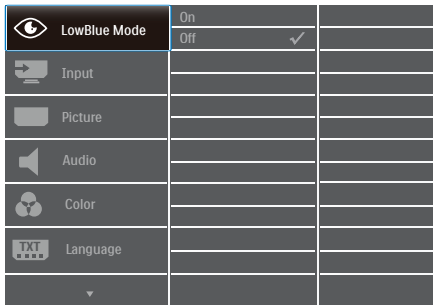 LowBlue Mode
On
Off
Input
Picture
Audio
Color
TXT
Language